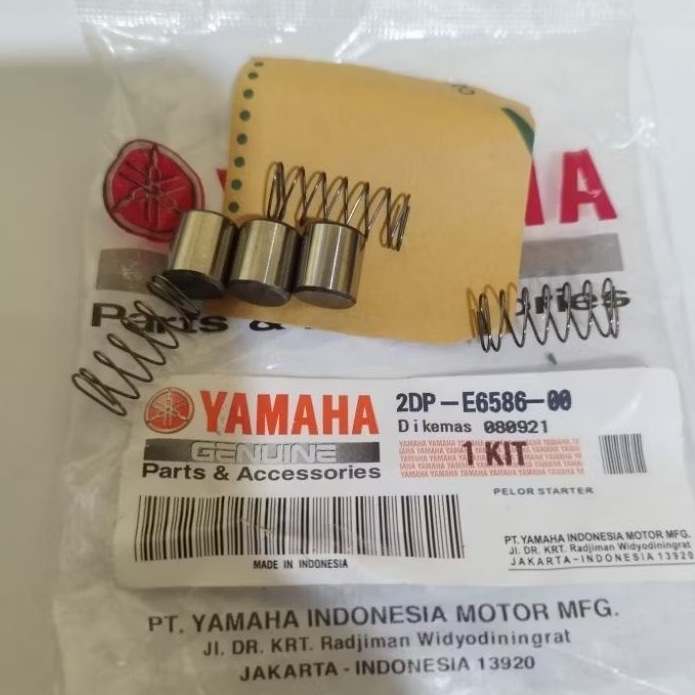 YAMAHA
Parts &
YAMAHA
GENUINE
Parts & Accessories
2DP-E6586-00
Dikemas 080921
1 KIT
PELOR STARTER
MADE IN INDONESIA
PT. YAMAHA INDONESIA MOTOR MFG.
JL. DR. KRT. Radjiman Widyodiningrat
JAKARTA-INDONESIA 13920
PT. YAMAHA INDONESIA MOTOR MFG.
JL. DR. KRT. Radjiman Widyodiningrat
JAKARTA - INDONESIA 13920